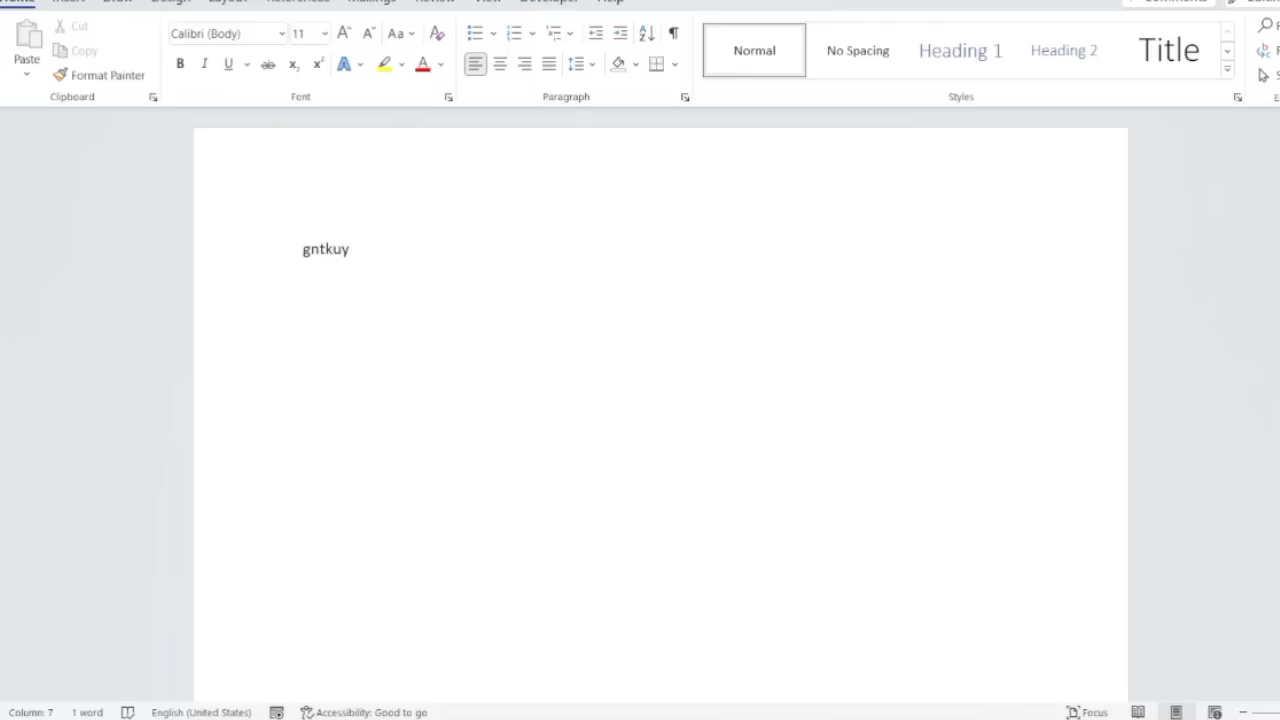 Cut
Copy
Paste
Format Painter
Clipboard
Calibri (Body) 11
Font
Paragraph
Normal
No Spacing
Heading 1
Heading 2
Title
Styles
gntkuy
Column: 7 1 word English (United States) Accessibility: Good to go Focus